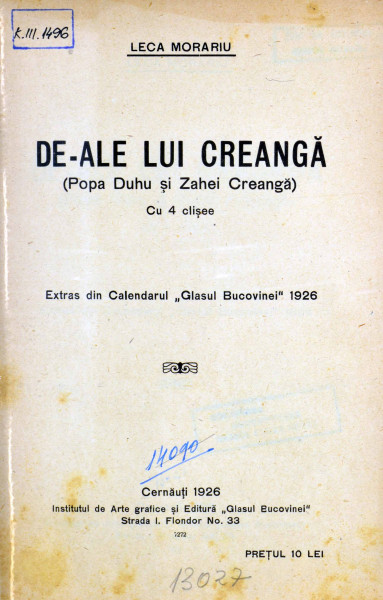 K.III.1496
LECA MORARIU
DE-ALE LUI CREANGĂ
(Popa Duhu și Zahei Creangă)
Cu 4 clișee
Extras din Calendarul „Glasul Bucovinei" 1926
14090
Cernăuți 1926
Institutul de Arte grafice și Editură „Glasul Bucovinei"
Strada I. Flondor No. 33
PREȚUL 10 LEI
13027